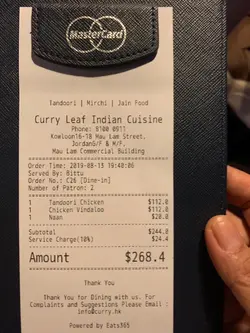 MasterCard
Tandoori | Mirchi | Jain Food
Curry Leaf Indian Cuisine
Phone: 9100 0911
Kowloon16-18 Mau Lam Street,
JordanG/F & M/F,
Mau Lam Commercial Building
Order Time: 2019-08-13 19:40:06
Served By: Bittu
Order No.: C26 [Dine-in]
Number of Patron: 2
1 Tandoori Chicken $112.0
1 Chicken Vindaloo $112.0
1 Naan $20.0
Subtotal $244.0
Service Charge(10%) $24.4
Amount $268.4
Thank You
Thank You for Dining with us. For
Complaints and Suggestions Please Email :
info@curry.hk
Powered by Eats365